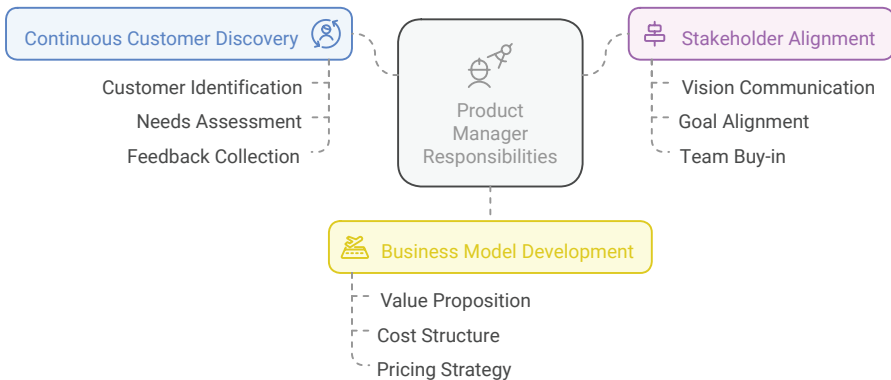 Continuous Customer Discovery
Customer Identification
Needs Assessment
Feedback Collection
Product
Manager
Responsibilities
Stakeholder Alignment
Vision Communication
Goal Alignment
Team Buy-in
Business Model Development
Value Proposition
Cost Structure
Pricing Strategy